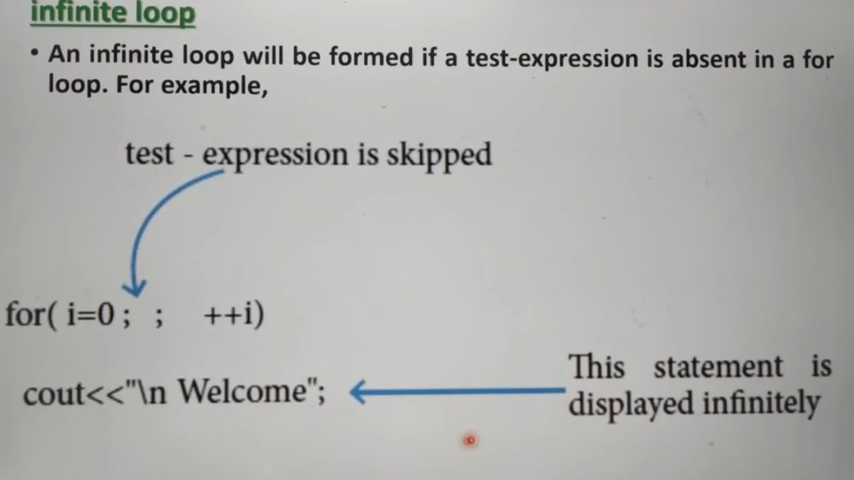 infinite loop
• An infinite loop will be formed if a test-expression is absent in a for
loop. For example,
test - expression is skipped
for( i=0 ; ; ++i)
cout<<"\n Welcome";
This statement is
displayed infinitely